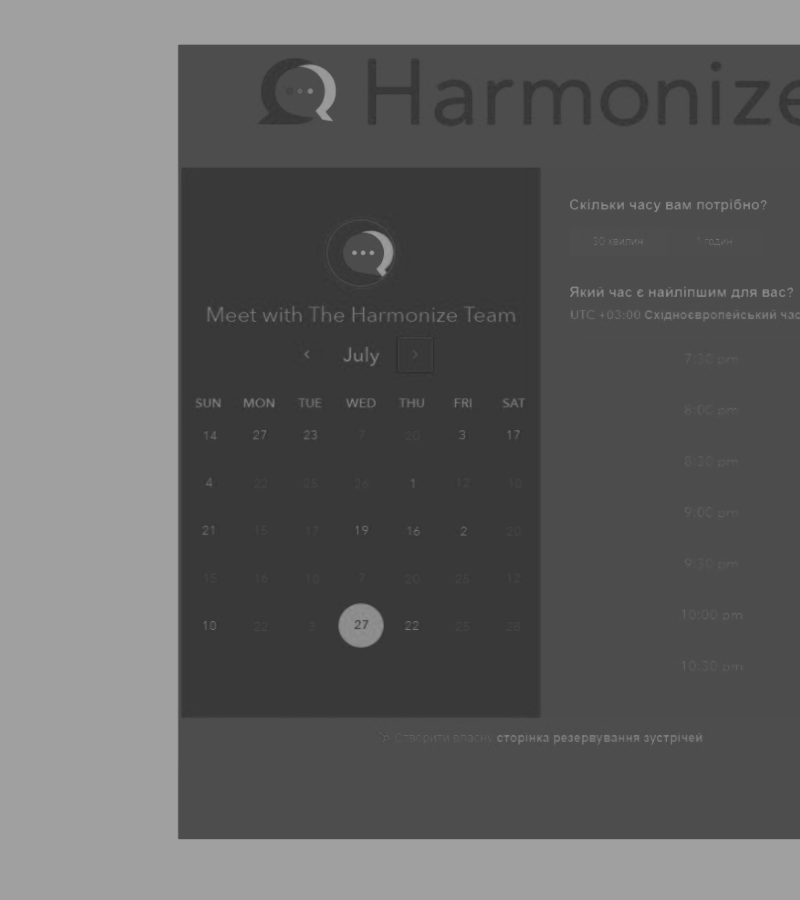 Harmonize
Meet with The Harmonize Team
July
SUN MON TUE WED THU FRI SAT
14 27 23 7 20 3 17
4 22 25 26 1 12 10
21 15 17 19 16 2 20
15 16 10 7 20 25 12
10 22 27 22 25 26
Скільки часу вам потрібно?
30 хвилин 1 годин
Який час є найліпшим для вас?
UTC +03:00 Східноєвропейський час
7:30 pm
8:00 pm
8:30 pm
9:00 pm
9:30 pm
10:00 pm
10:30 pm
Створити власну сторінка резервування зустрічей